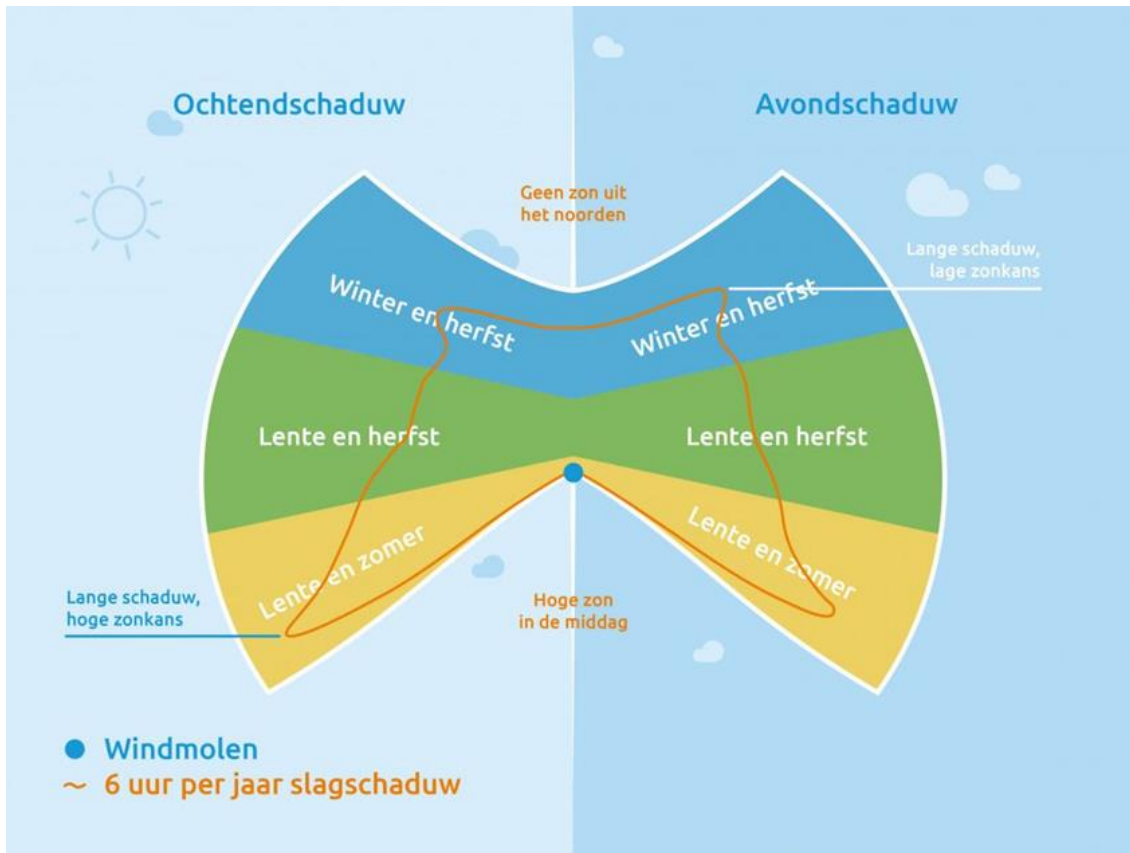 Ochtendschaduw
Avondschaduw
Geen zon uit
het noorden
Lange schaduw,
lage zonkans
Winter en herfst
Winter en herfst
Lente en herfst
Lente en herfst
Lente en zomer
Lente en zomer
Lange schaduw,
hoge zonkans
Hoge zon
in de middag
Windmolen
~ 6 uur per jaar slagschaduw